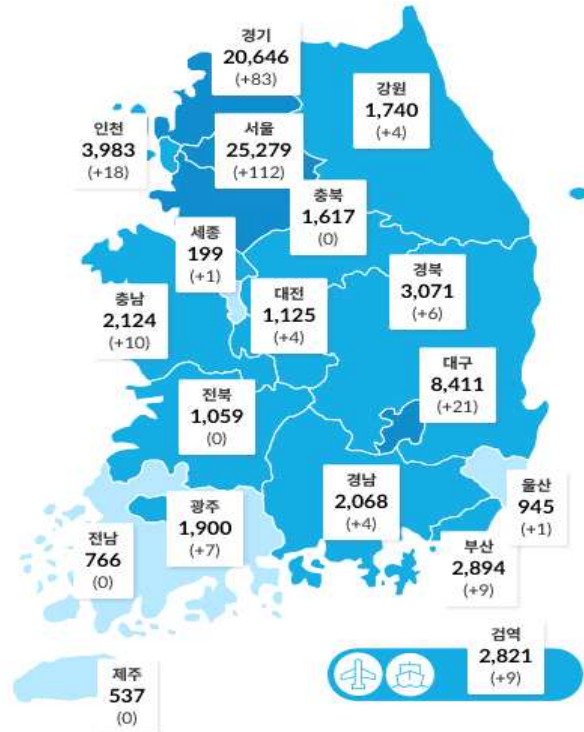 경기
20,646
(+83)
강원
1,740
(+4)
인천
3,983
(+18)
서울
25,279
(+112)
충북
1,617
(0)
세종
199
(+1)
경북
3,071
(+6)
충남
2,124
(+10)
대전
1,125
(+4)
대구
8,411
(+21)
전북
1,059
(0)
경남
2,068
(+4)
울산
945
(+1)
광주
1,900
(+7)
전남
766
(0)
부산
2,894
(+9)
검역
2,821
(+9)
제주
537
(0)